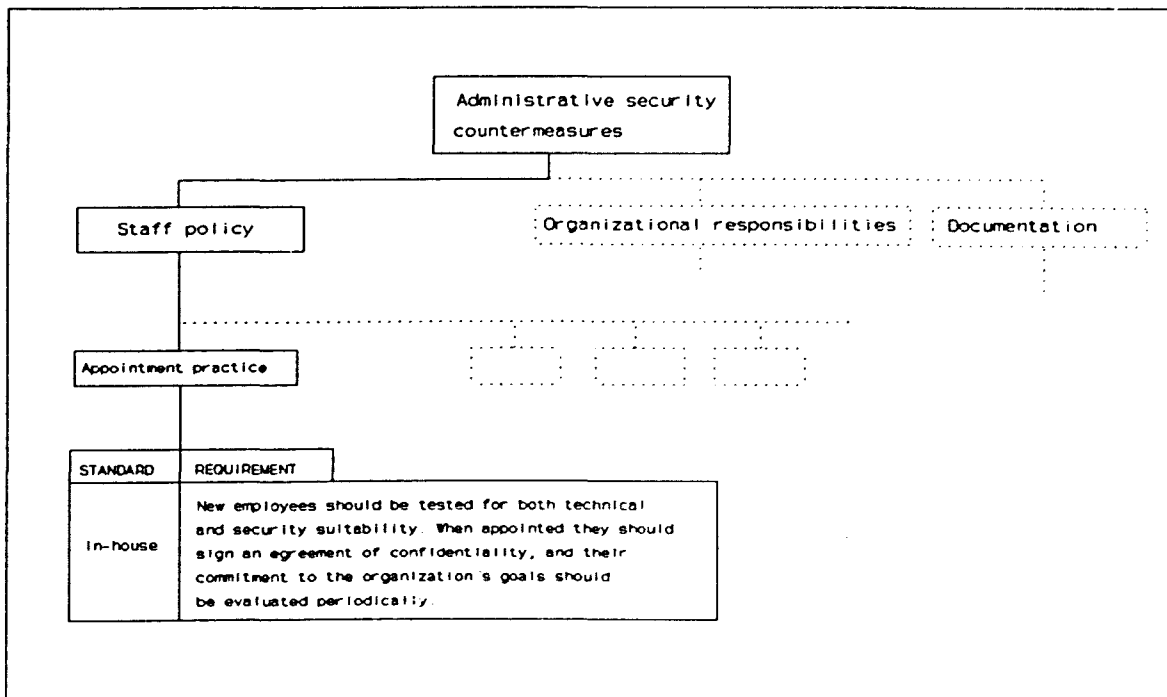 Administrative security
countermeasures
Staff policy
Organizational responsibilities
Documentation
Appointment practice
STANDARD
REQUIREMENT
In-house
New employees should be tested for both technical
and security suitability. When appointed they should
sign an agreement of confidentiality, and their
commitment to the organization's goals should
be evaluated periodically.